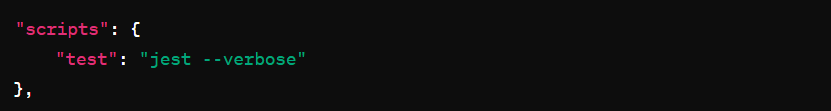 "scripts": {
    "test": "jest --verbose"
},